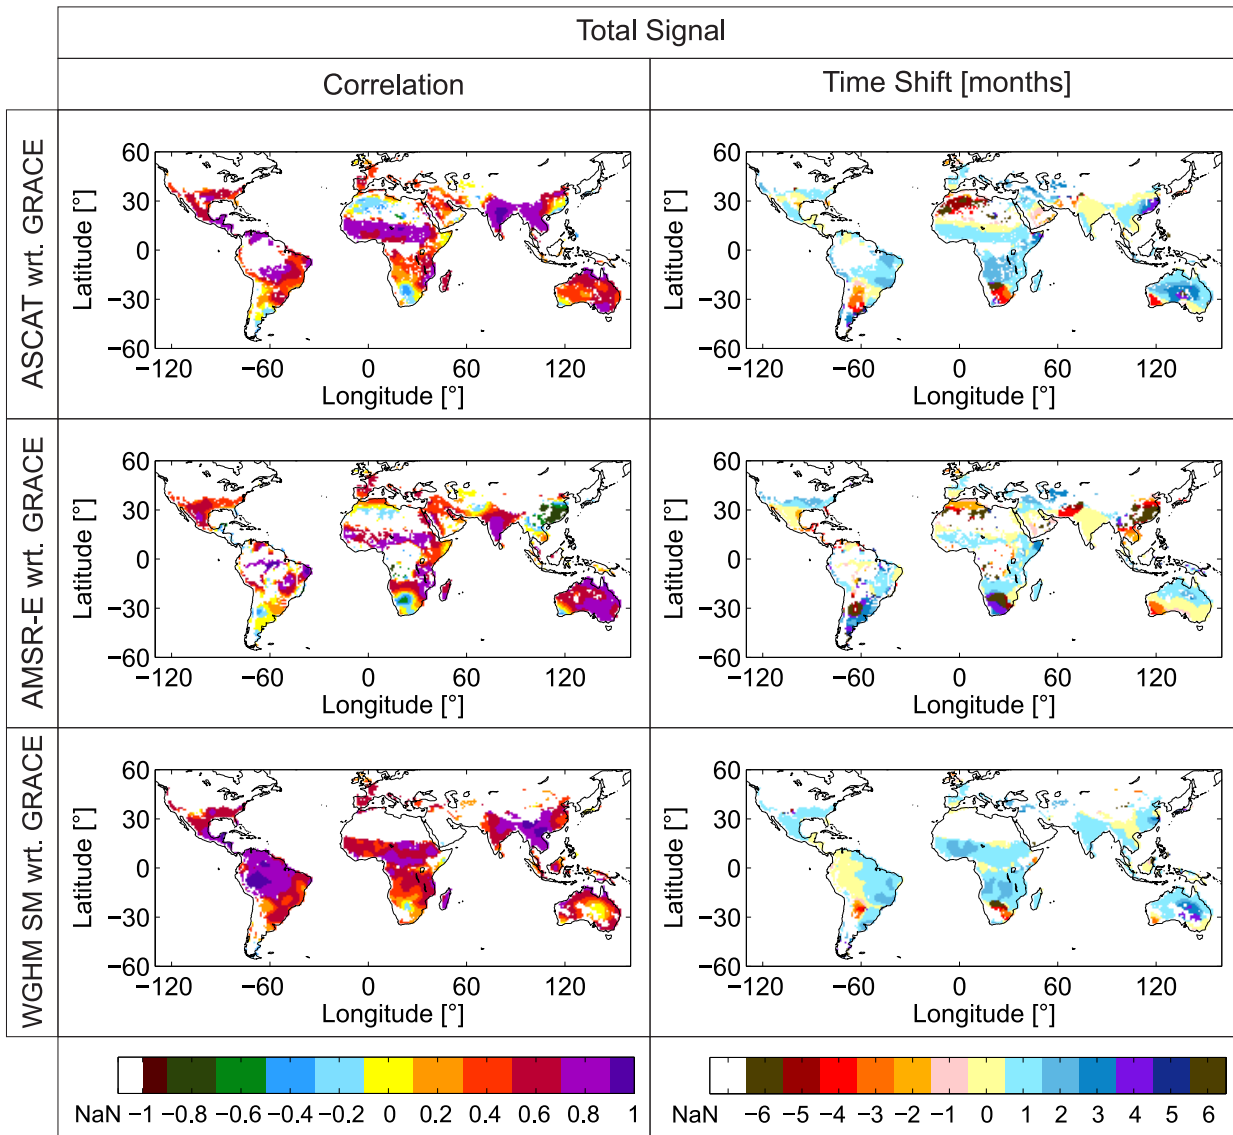 Total Signal
Correlation
Time Shift [months]
ASCAT wrt. GRACE
60
30
0
−30
−60
Latitude [°]
−120 −60 0 60 120
Longitude [°]
60
30
0
−30
−60
Latitude [°]
−120 −60 0 60 120
Longitude [°]
AMSR-E wrt. GRACE
60
30
0
−30
−60
Latitude [°]
−120 −60 0 60 120
Longitude [°]
60
30
0
−30
−60
Latitude [°]
−120 −60 0 60 120
Longitude [°]
WGHM SM wrt. GRACE
60
30
0
−30
−60
Latitude [°]
−120 −60 0 60 120
Longitude [°]
60
30
0
−30
−60
Latitude [°]
−120 −60 0 60 120
Longitude [°]
NaN −1 −0.8 −0.6 −0.4 −0.2 0 0.2 0.4 0.6 0.8 1
NaN −6 −5 −4 −3 −2 −1 0 1 2 3 4 5 6